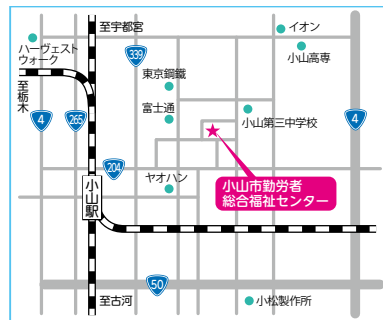 至宇都宮
イオン
ハーヴェスト
ウォーク
339
小山高専
東京鋼鐵
至栃木
富士通
小山第三中学校
4
265
4
204
ヤオハン
小山市勤労者
総合福祉センター
小山駅
50
至古河
小松製作所